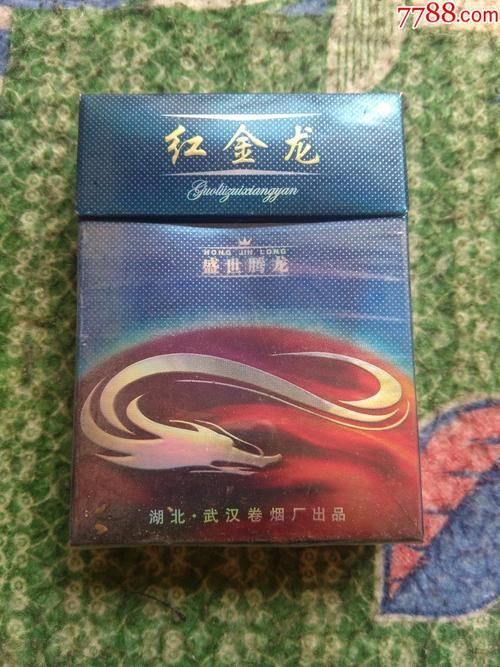 7788.com
红金龙
Guolüzuixiangyan
HONG JIN LONG
盛世腾龙
湖北·武汉卷烟厂出品